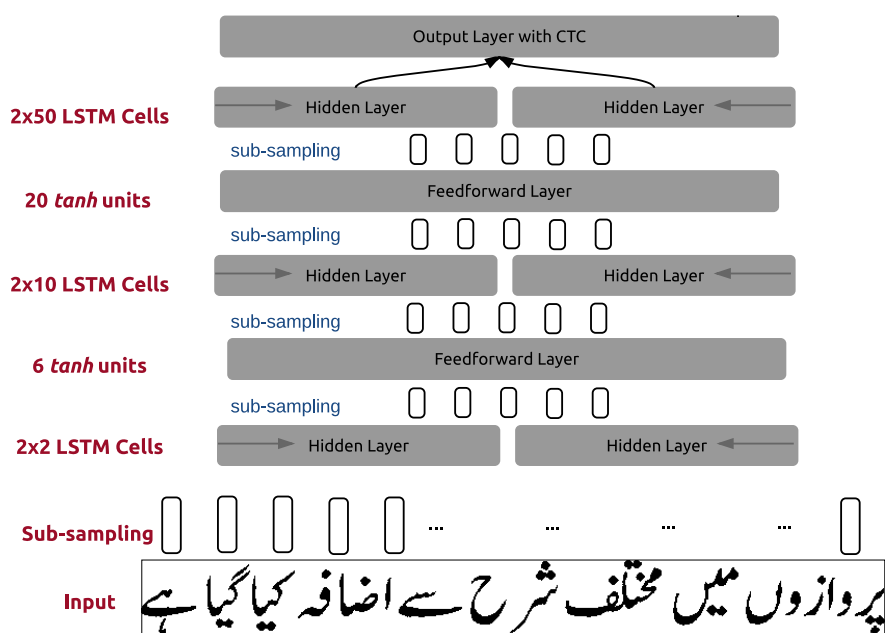 Output Layer with CTC
2x50 LSTM Cells Hidden Layer Hidden Layer
sub-sampling
20 tanh units Feedforward Layer
sub-sampling
2x10 LSTM Cells Hidden Layer Hidden Layer
sub-sampling
6 tanh units Feedforward Layer
sub-sampling
2x2 LSTM Cells Hidden Layer Hidden Layer
Sub-sampling ... ... ... ...
Input پروازوں میں مختلف شرح سے اضافہ کیا گیا ہے